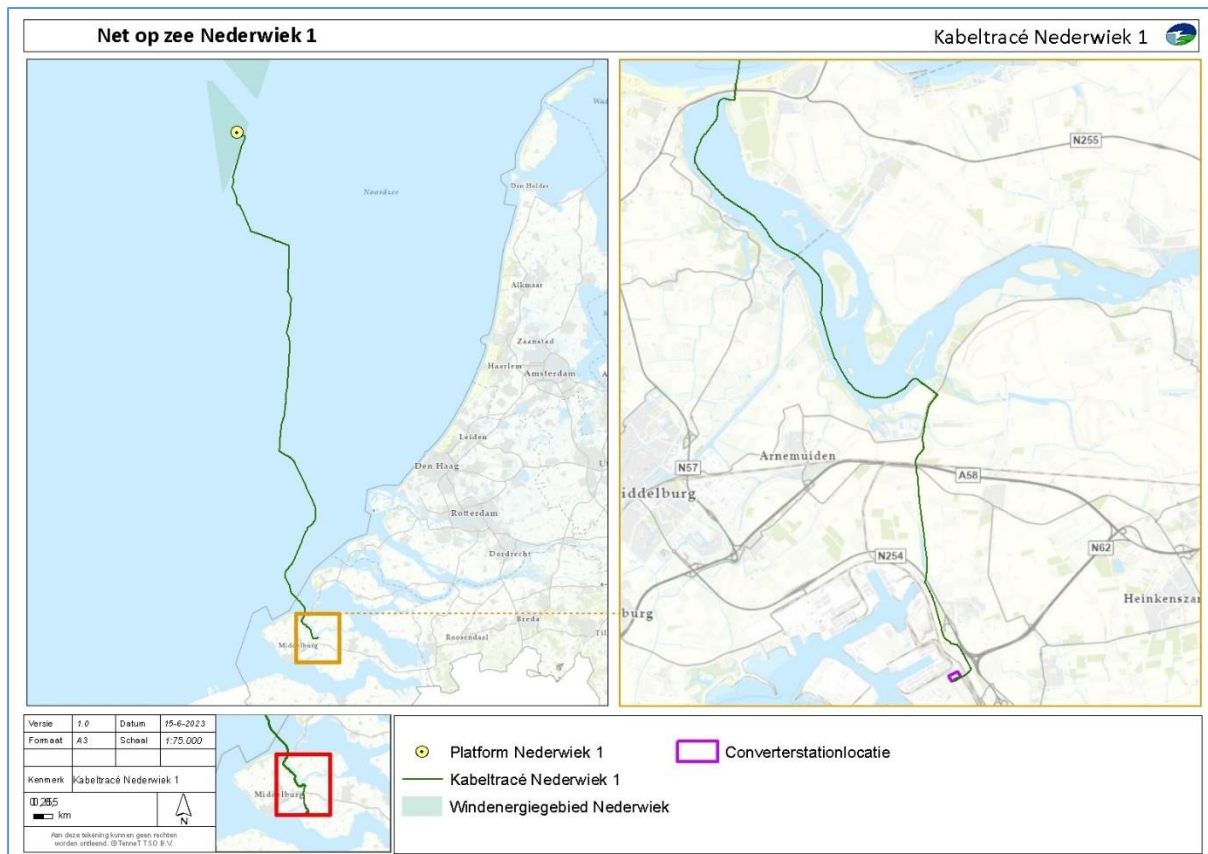 Net op zee Nederwiek 1
Kabeltracé Nederwiek 1
Noordzee
Den Helder
Alkmaar
Zaanstad
Haarlem
Amsterdam
Leiden
Den Haag
Rotterdam
Dordrecht
Breda
Roosendaal
Middelburg
N255
Arnemuiden
N57
iddelburg
A58
N254
N62
burg
Heinkenszan
Versie 1.0 Datum 15-6-2023
Formaat A3 Schaal 1:75.000
Kenmerk Kabeltracé Nederwiek 1
km
N
Aan deze tekening kunnen geen rechten
worden ontleend. © TenneT TSO B.V.
Middelburg
Platform Nederwiek 1
Kabeltracé Nederwiek 1
Windenergiegebied Nederwiek
Converterstationlocatie